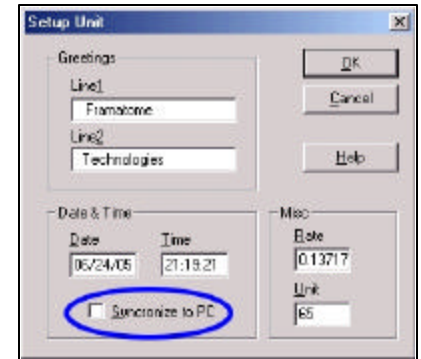 Setup Unit
Greetings
Line1
Framatome
Line2
Technologies
OK
Cancel
Help
Date & Time
Date
Time
06/24/05
21:19:21
Syncronize to PC
Misc
Rate
0.13717
Unit
65